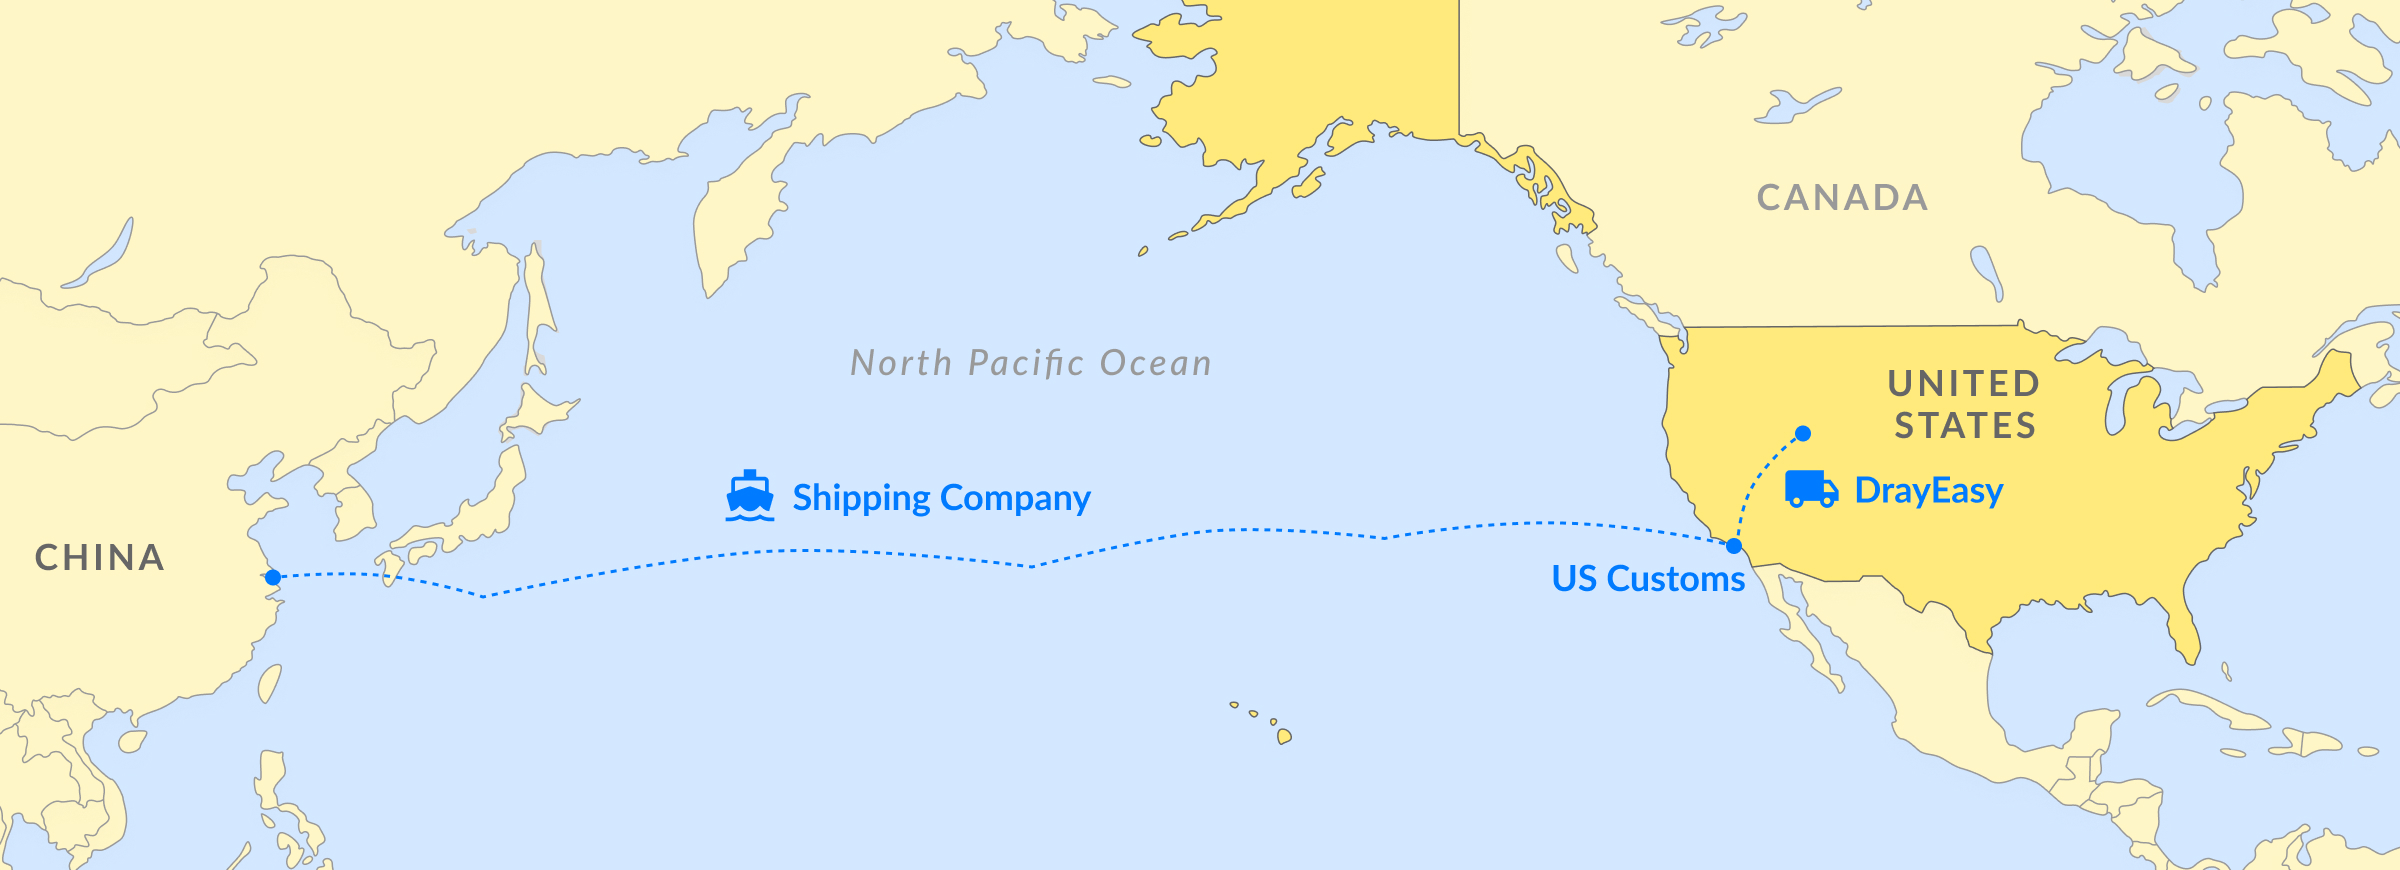 CANADA
North Pacific Ocean
UNITED
STATES
Shipping Company
DrayEasy
CHINA
US Customs